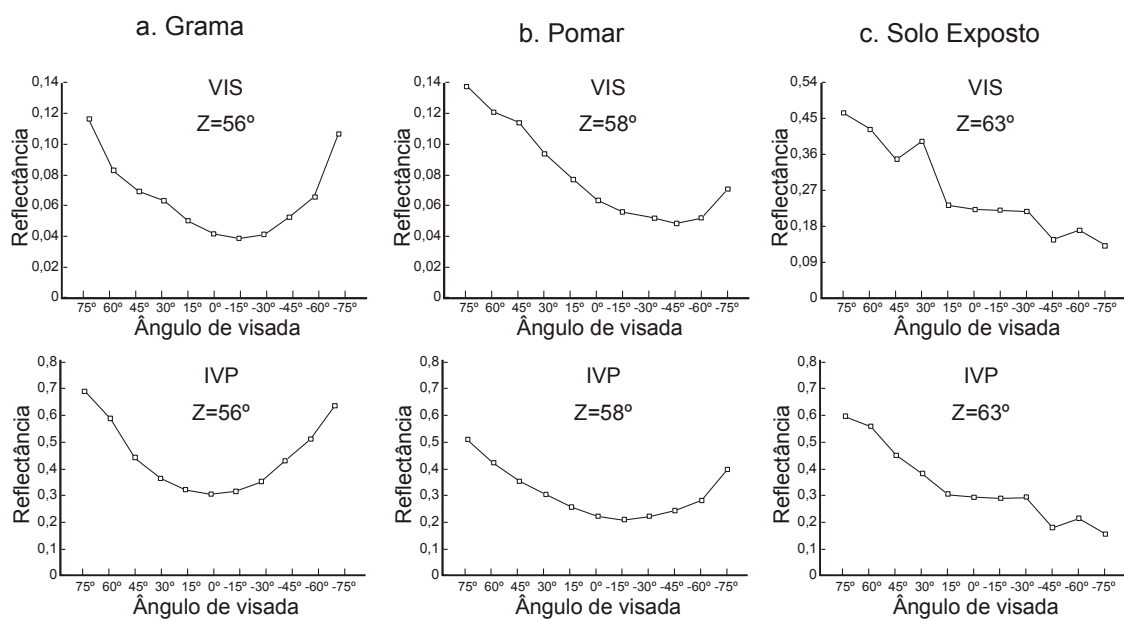 a. Grama
b. Pomar
c. Solo Exposto
VIS
Z=56º
Reflectância
0,14
0,12
0,10
0,08
0,06
0,04
0,02
0
75º 60º 45º 30º 15º 0º -15º -30º -45º -60º -75º
Ângulo de visada
VIS
Z=58º
Reflectância
0,14
0,12
0,10
0,08
0,06
0,04
0,02
0
75º 60º 45º 30º 15º 0º -15º -30º -45º -60º -75º
Ângulo de visada
VIS
Z=63º
Reflectância
0,54
0,45
0,36
0,27
0,18
0,09
0
75º 60º 45º 30º 15º 0º -15º -30º -45º -60º -75º
Ângulo de visada
IVP
Z=56º
Reflectância
0,8
0,7
0,6
0,5
0,4
0,3
0,2
0,1
0
75º 60º 45º 30º 15º 0º -15º -30º -45º -60º -75º
Ângulo de visada
IVP
Z=58º
Reflectância
0,8
0,7
0,6
0,5
0,4
0,3
0,2
0,1
0
75º 60º 45º 30º 15º 0º -15º -30º -45º -60º -75º
Ângulo de visada
IVP
Z=63º
Reflectância
0,8
0,7
0,6
0,5
0,4
0,3
0,2
0,1
0
75º 60º 45º 30º 15º 0º -15º -30º -45º -60º -75º
Ângulo de visada